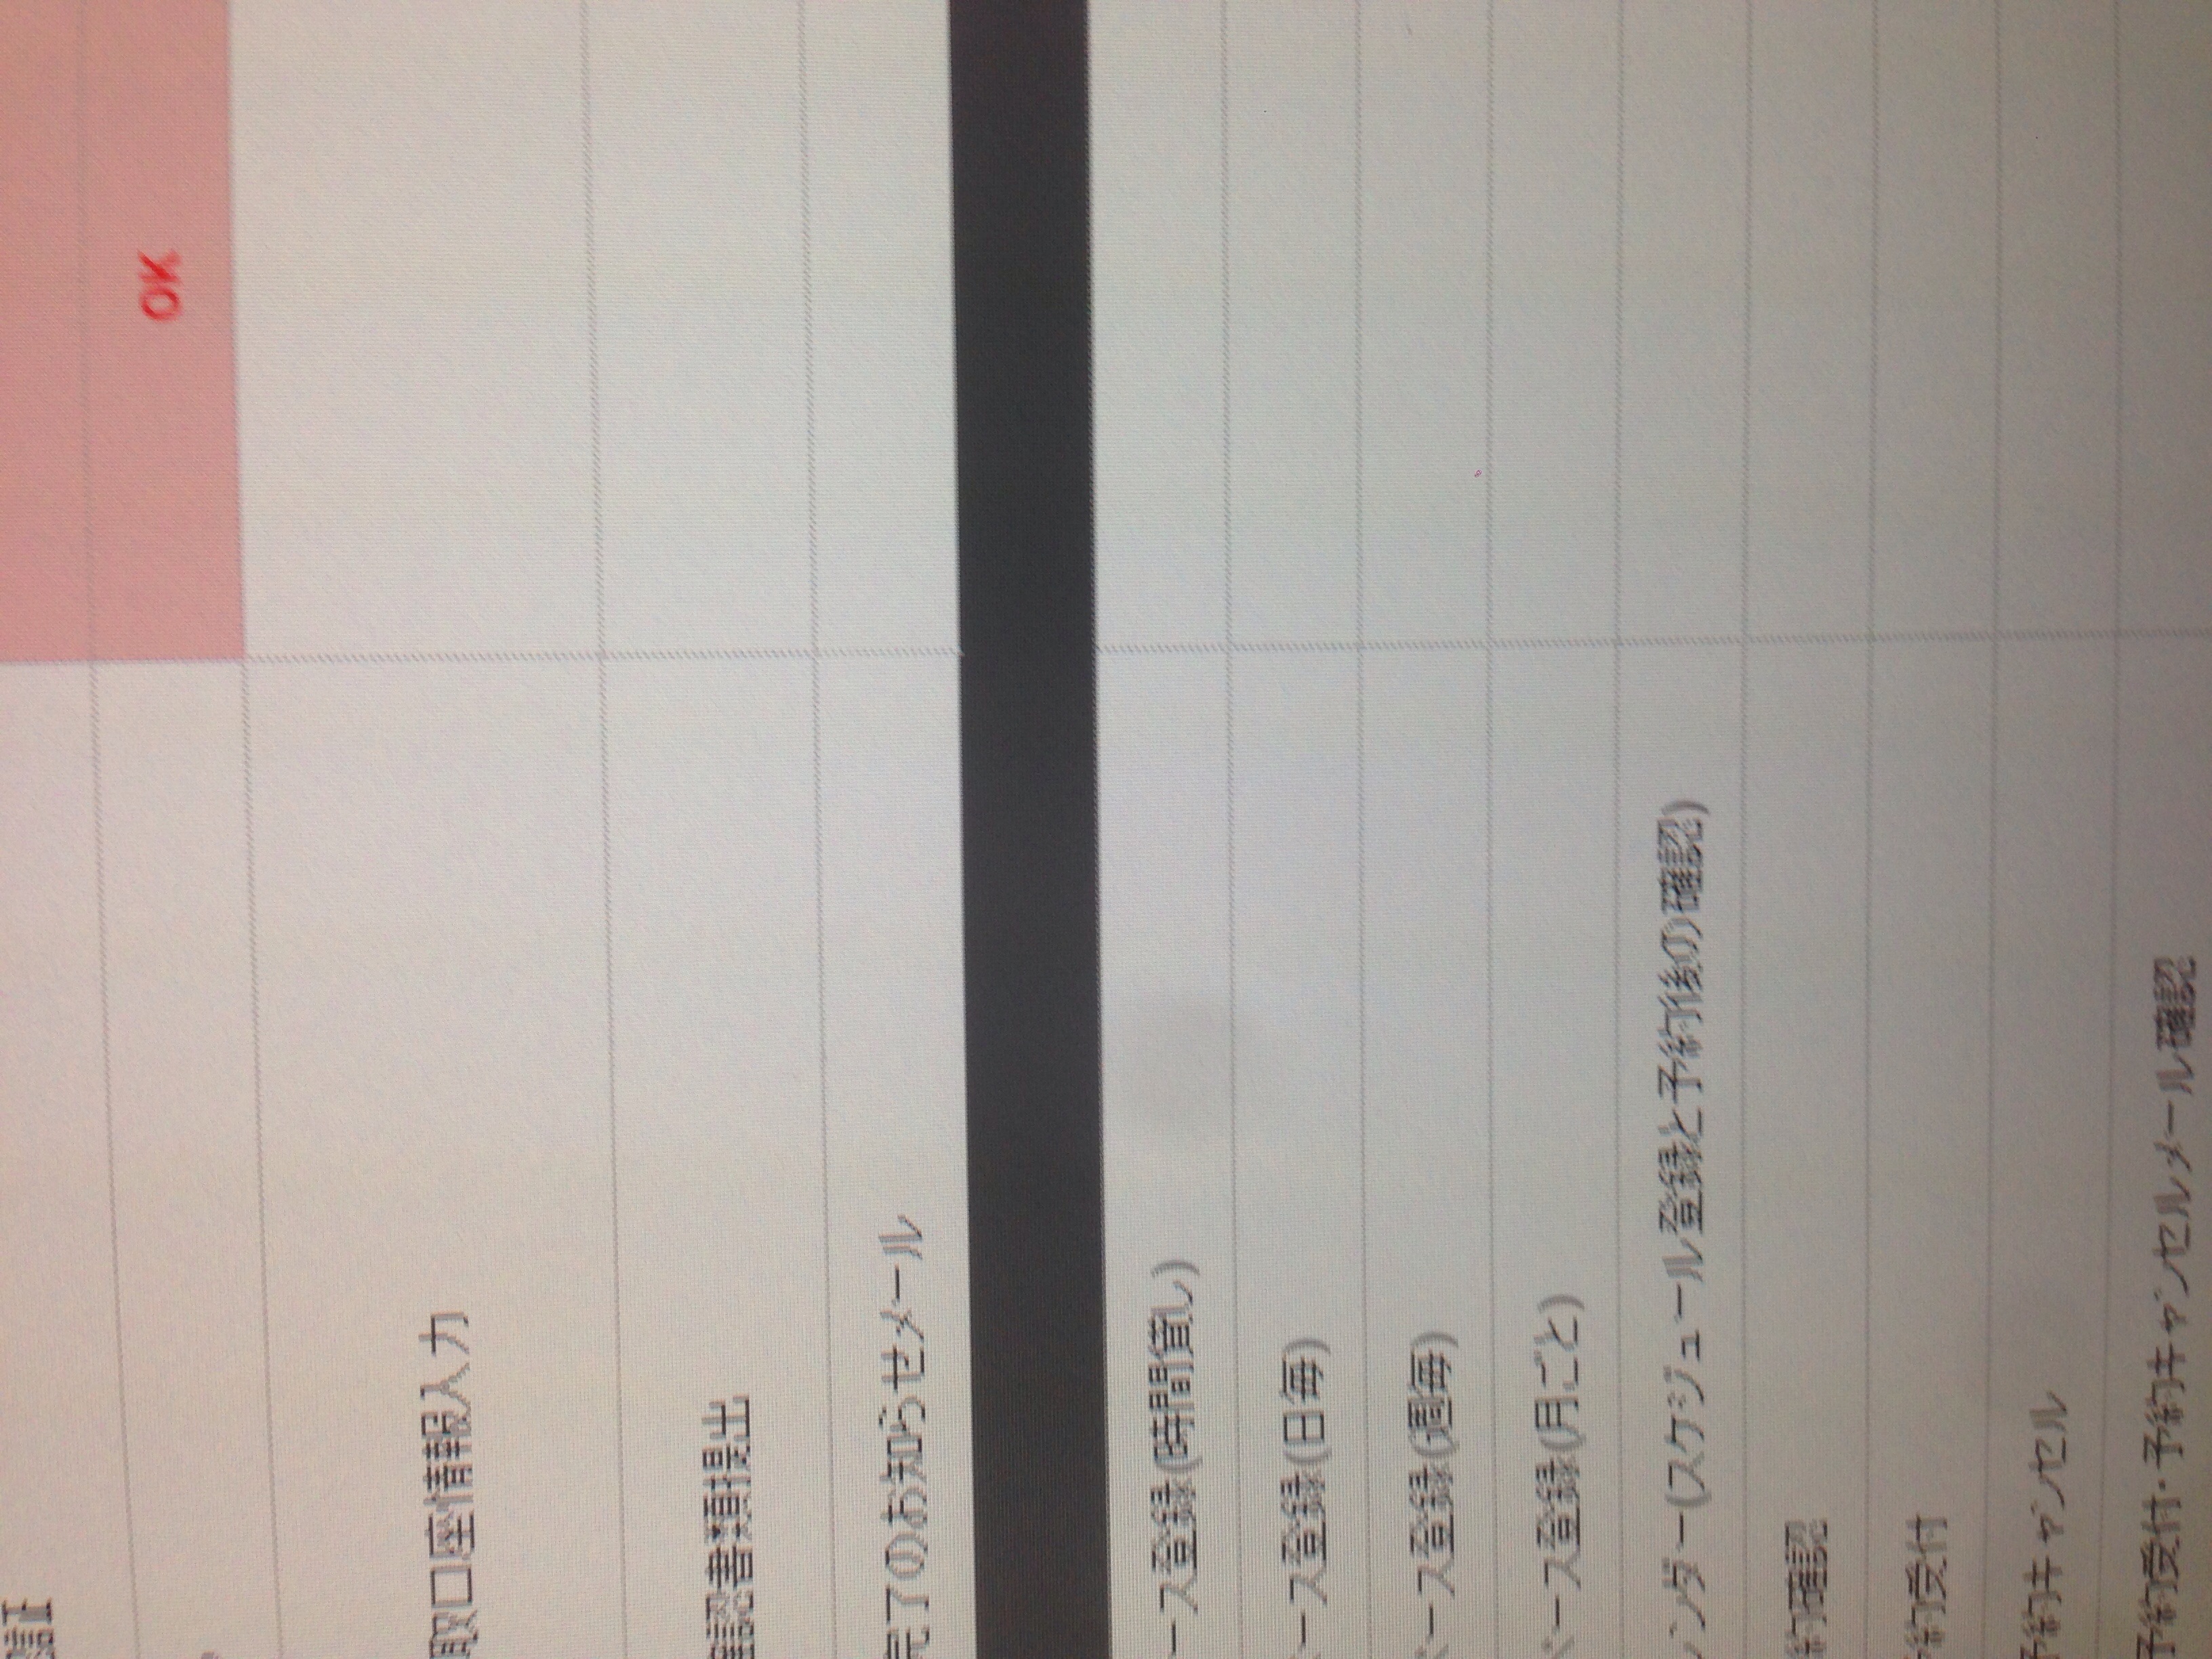 認証
OK
取口座情報入力
確認書類提出
完了のお知らせメール
ース登録(時間貸し)
ペース登録(日毎)
ペース登録(週毎)
ペース登録(月ごと)
レンダー(スケジュール登録と予約後の確認)
約確認
予約受付
予約キャンセル
予約受付・予約キャンセルメール確認